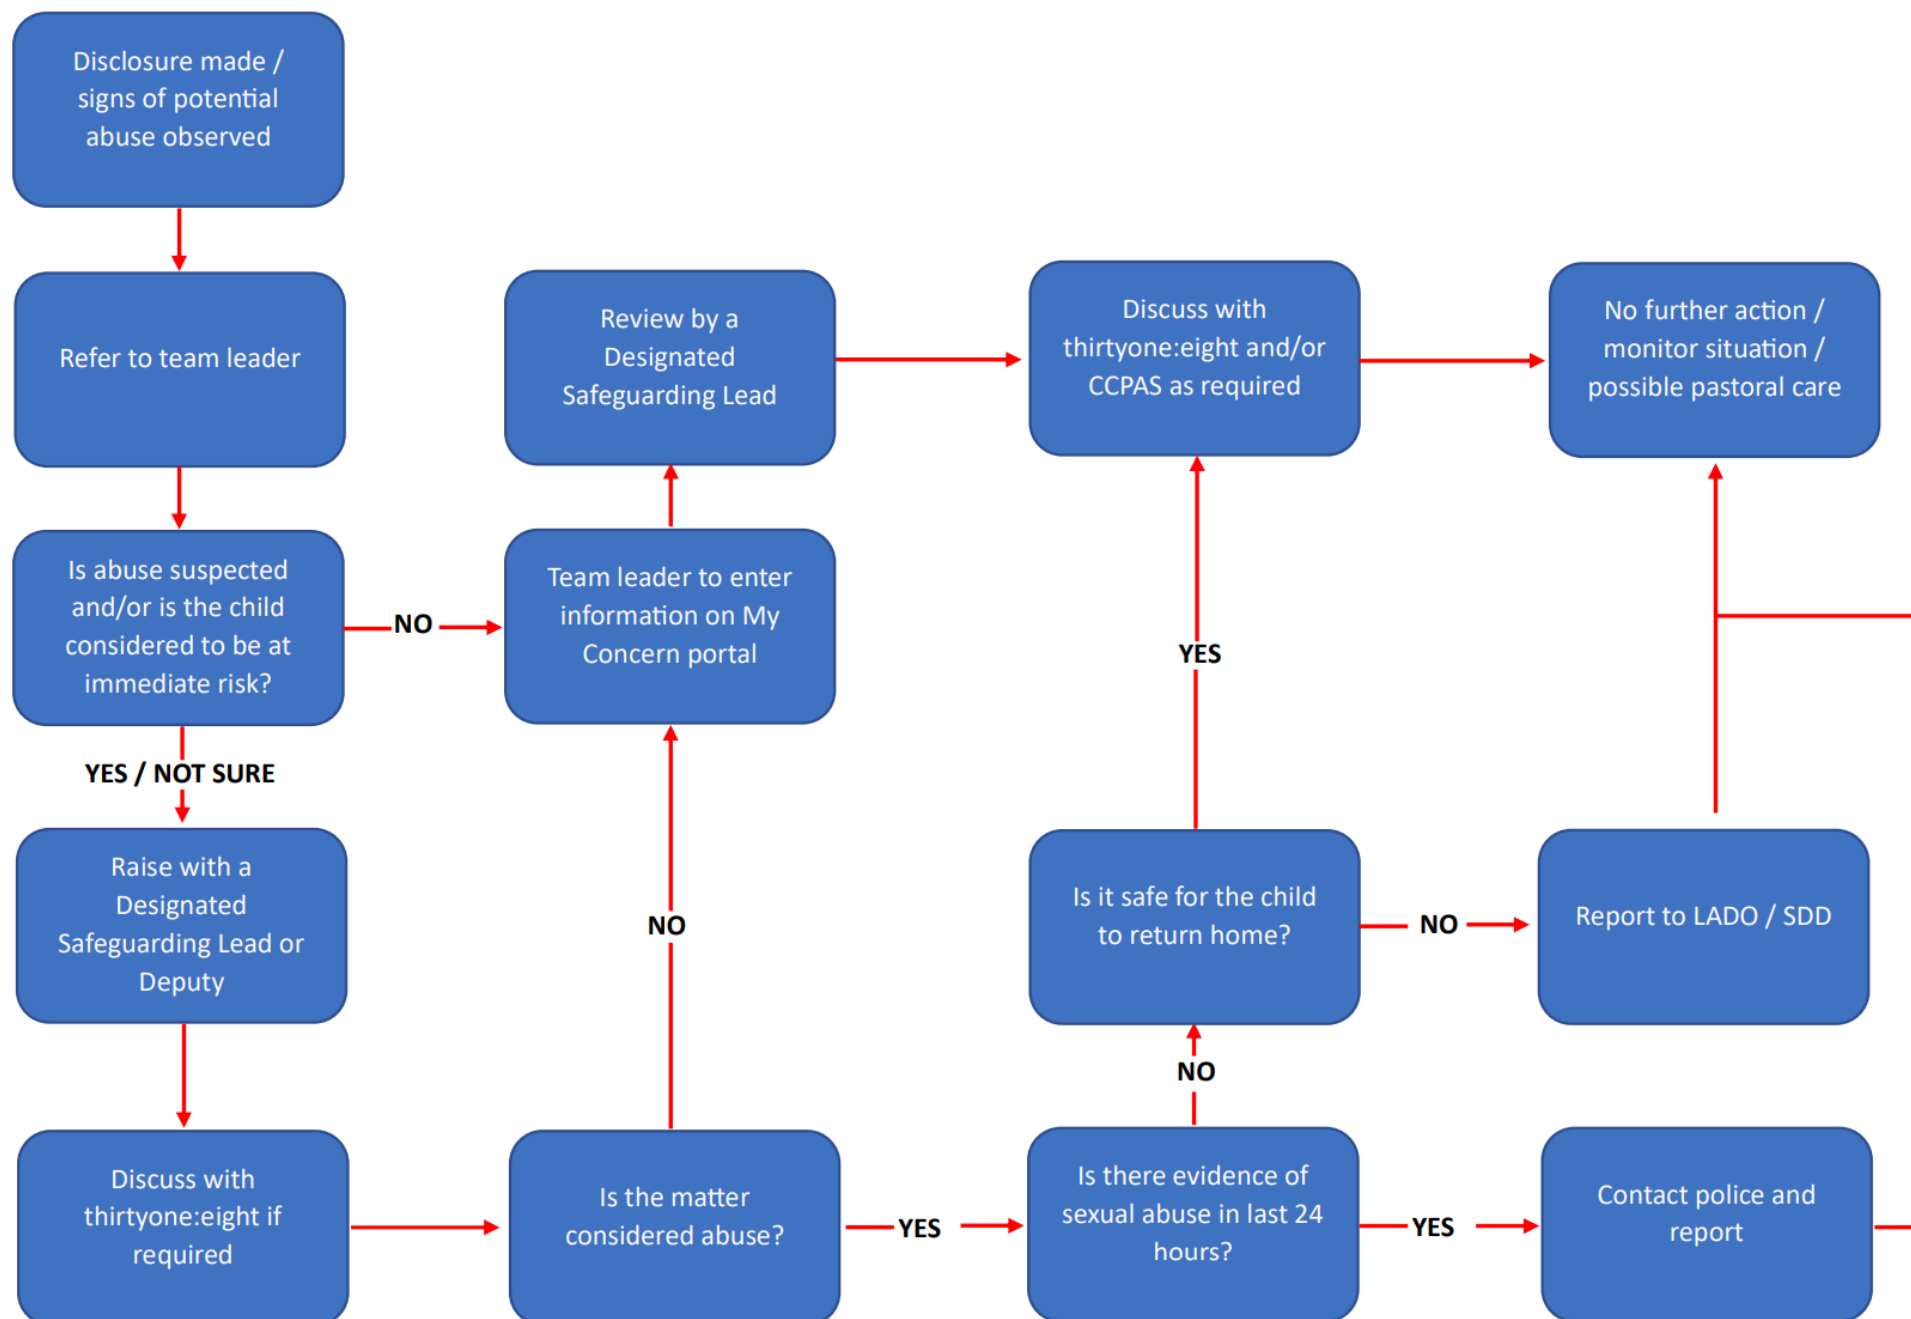 Disclosure made /
signs of potential
abuse observed
Refer to team leader
Is abuse suspected
and/or is the child
considered to be at
immediate risk?
NO
YES / NOT SURE
Raise with a
Designated
Safeguarding Lead or
Deputy
Discuss with
thirtyone:eight if
required
Review by a
Designated
Safeguarding Lead
Team leader to enter
information on My
Concern portal
NO
Is the matter
considered abuse?
YES
Discuss with
thirtyone:eight and/or
CCPAS as required
YES
Is it safe for the child
to return home?
NO
NO
Is there evidence of
sexual abuse in last 24
hours?
YES
No further action /
monitor situation /
possible pastoral care
Report to LADO / SDD
Contact police and
report